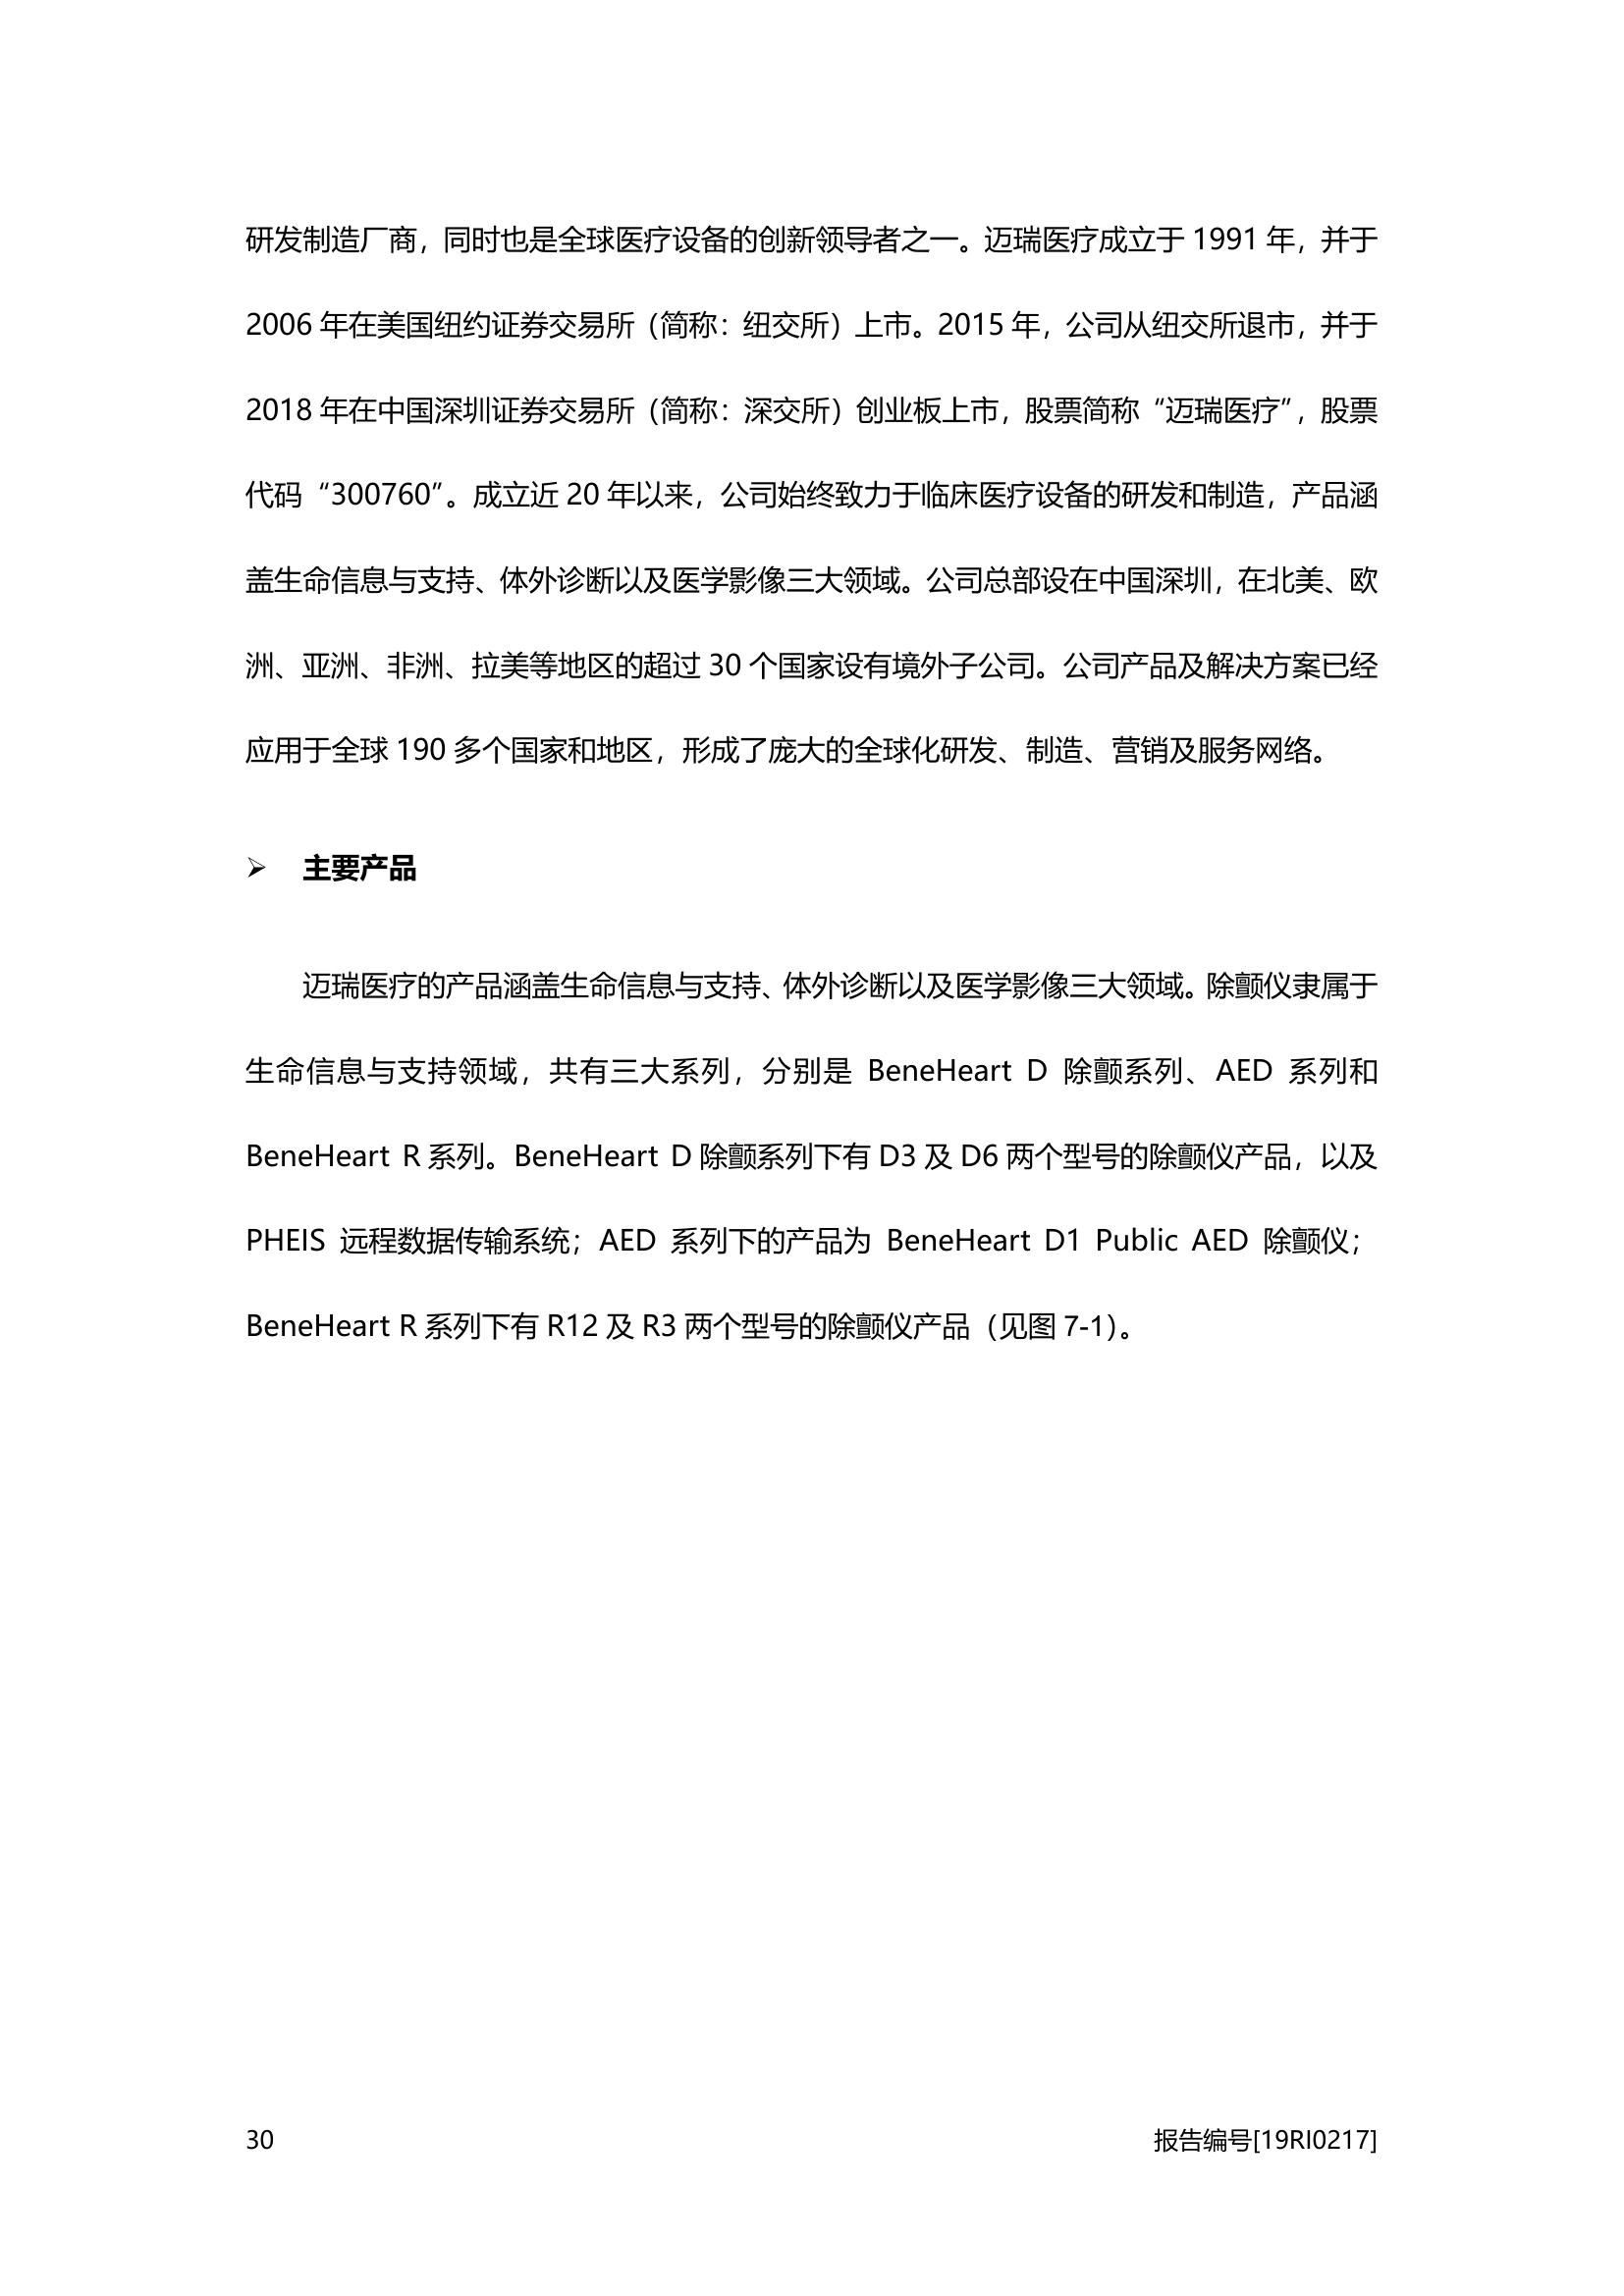 研发制造厂商，同时也是全球医疗设备的创新领导者之一。迈瑞医疗成立于 1991 年，并于
2006 年在美国纽约证券交易所（简称：纽交所）上市。2015 年，公司从纽交所退市，并于
2018 年在中国深圳证券交易所（简称：深交所）创业板上市，股票简称“迈瑞医疗”，股票
代码“300760”。成立近 20 年以来，公司始终致力于临床医疗设备的研发和制造，产品涵
盖生命信息与支持、体外诊断以及医学影像三大领域。公司总部设在中国深圳，在北美、欧
洲、亚洲、非洲、拉美等地区的超过 30 个国家设有境外子公司。公司产品及解决方案已经
应用于全球 190 多个国家和地区，形成了庞大的全球化研发、制造、营销及服务网络。
➢ 主要产品
迈瑞医疗的产品涵盖生命信息与支持、体外诊断以及医学影像三大领域。除颤仪隶属于
生命信息与支持领域，共有三大系列，分别是 BeneHeart D 除颤系列、AED 系列和
BeneHeart R 系列。BeneHeart D 除颤系列下有 D3 及 D6 两个型号的除颤仪产品，以及
PHEIS 远程数据传输系统；AED 系列下的产品为 BeneHeart D1 Public AED 除颤仪；
BeneHeart R 系列下有 R12 及 R3 两个型号的除颤仪产品（见图 7-1）。
30 报告编号[19RI0217]